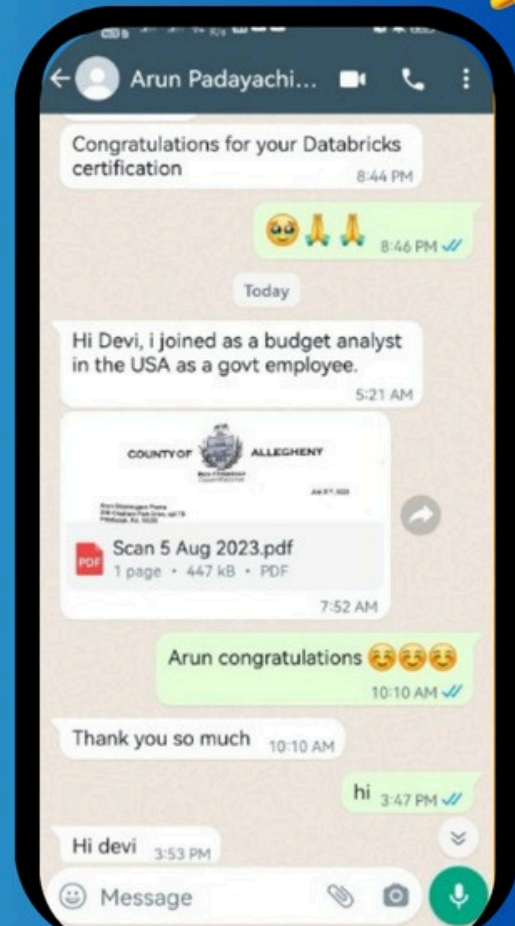 Arun Padayachi...
Congratulations for your Databricks
certification
8:44 PM
🥹🙏🙏 8:46 PM
Today
Hi Devi, i joined as a budget analyst
in the USA as a govt employee.
5:21 AM
COUNTY OF ALLEGHENY
Scan 5 Aug 2023.pdf
PDF
1 page • 447 kB • PDF
7:52 AM
Arun congratulations ☺️☺️☺️
10:10 AM
Thank you so much 10:10 AM
hi 3:47 PM
Hi devi 3:53 PM
Message